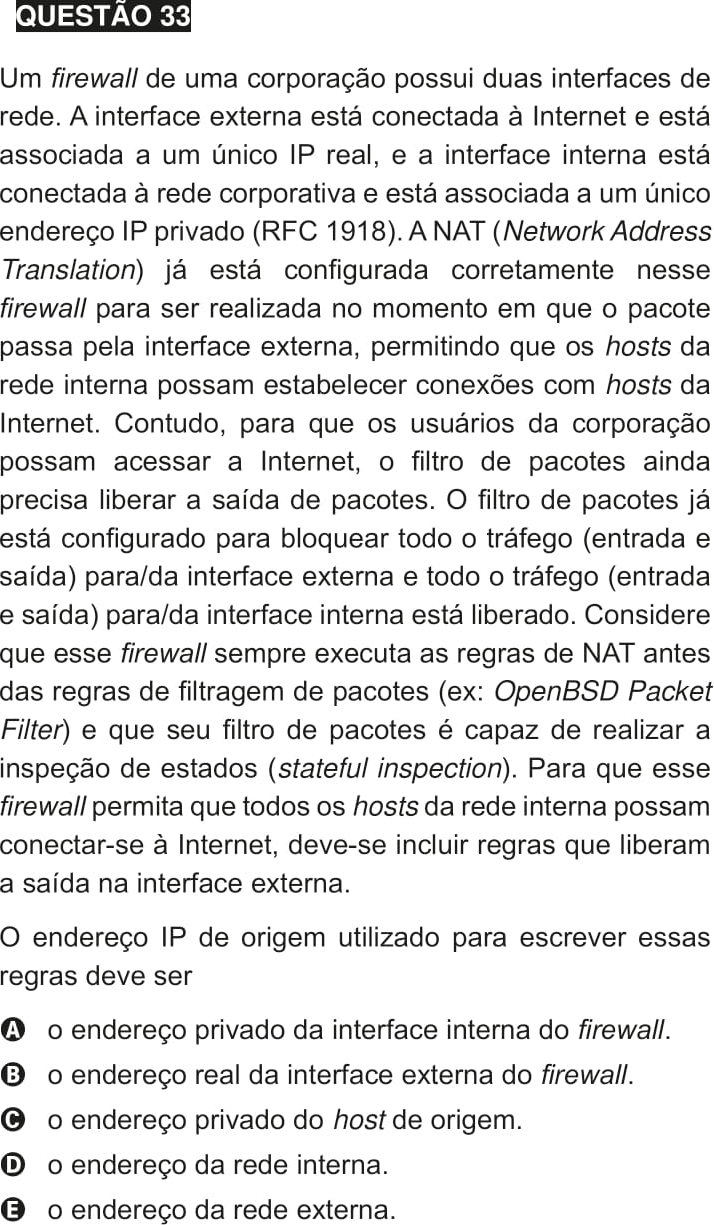 QUESTÃO 33
Um firewall de uma corporação possui duas interfaces de
rede. A interface externa está conectada à Internet e está
associada a um único IP real, e a interface interna está
conectada à rede corporativa e está associada a um único
endereço IP privado (RFC 1918). A NAT (Network Address
Translation) já está configurada corretamente nesse
firewall para ser realizada no momento em que o pacote
passa pela interface externa, permitindo que os hosts da
rede interna possam estabelecer conexões com hosts da
Internet. Contudo, para que os usuários da corporação
possam acessar a Internet, o filtro de pacotes ainda
precisa liberar a saída de pacotes. O filtro de pacotes já
está configurado para bloquear todo o tráfego (entrada e
saída) para/da interface externa e todo o tráfego (entrada
e saída) para/da interface interna está liberado. Considere
que esse firewall sempre executa as regras de NAT antes
das regras de filtragem de pacotes (ex: OpenBSD Packet
Filter) e que seu filtro de pacotes é capaz de realizar a
inspeção de estados (stateful inspection). Para que esse
firewall permita que todos os hosts da rede interna possam
conectar-se à Internet, deve-se incluir regras que liberam
a saída na interface externa.
O endereço IP de origem utilizado para escrever essas
regras deve ser
A o endereço privado da interface interna do firewall.
B o endereço real da interface externa do firewall.
C o endereço privado do host de origem.
D o endereço da rede interna.
E o endereço da rede externa.